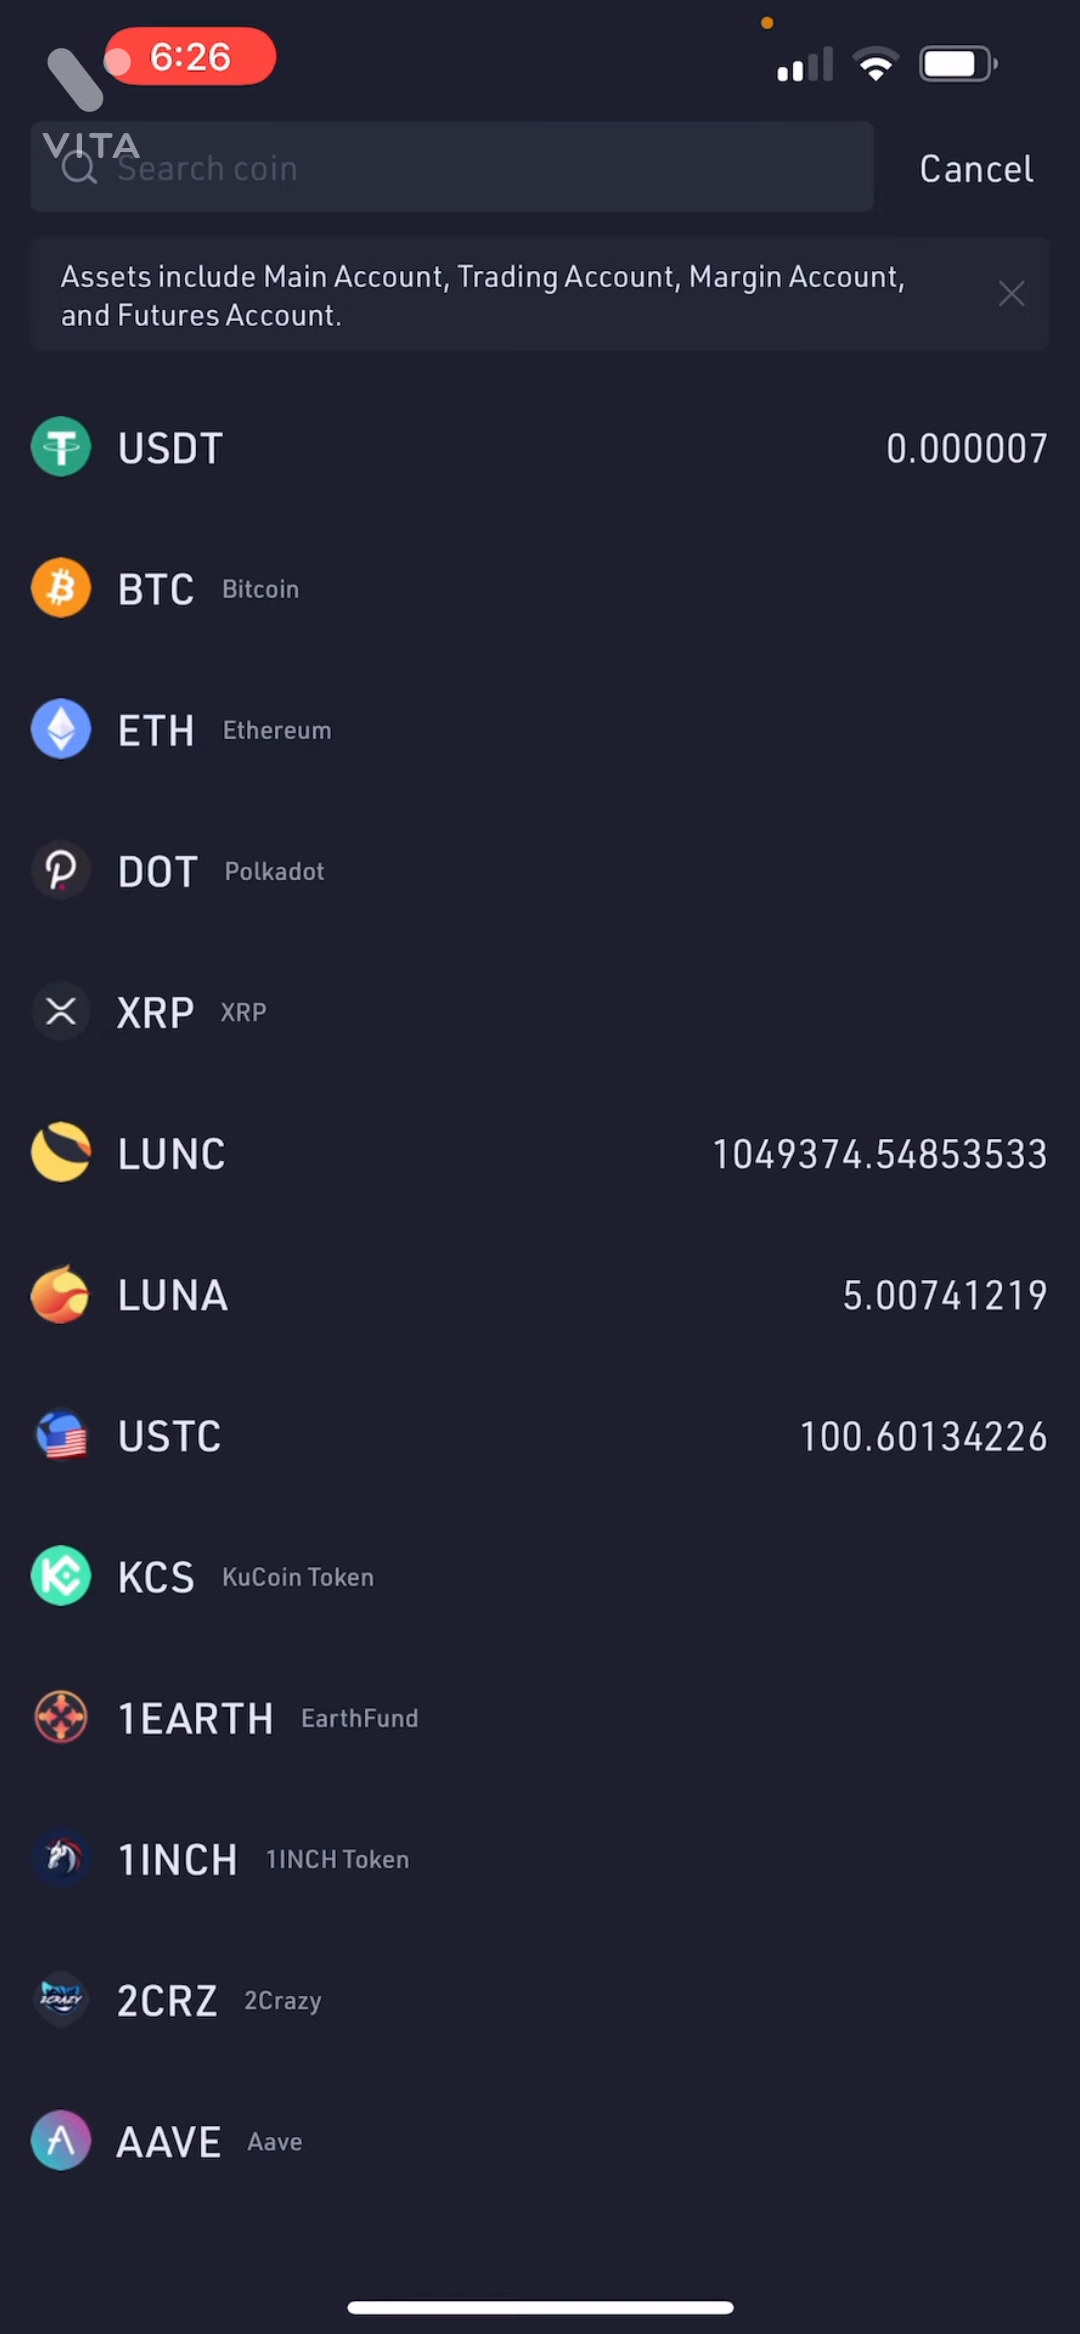 6:26
VITA
Search coin
Cancel
Assets include Main Account, Trading Account, Margin Account,
and Futures Account.
USDT 0.000007
BTC Bitcoin
ETH Ethereum
DOT Polkadot
XRP XRP
LUNC 1049374.54853533
LUNA 5.00741219
USTC 100.60134226
KCS KuCoin Token
1EARTH EarthFund
1INCH 1INCH Token
2CRAZY
2CRZ 2Crazy
AAVE Aave